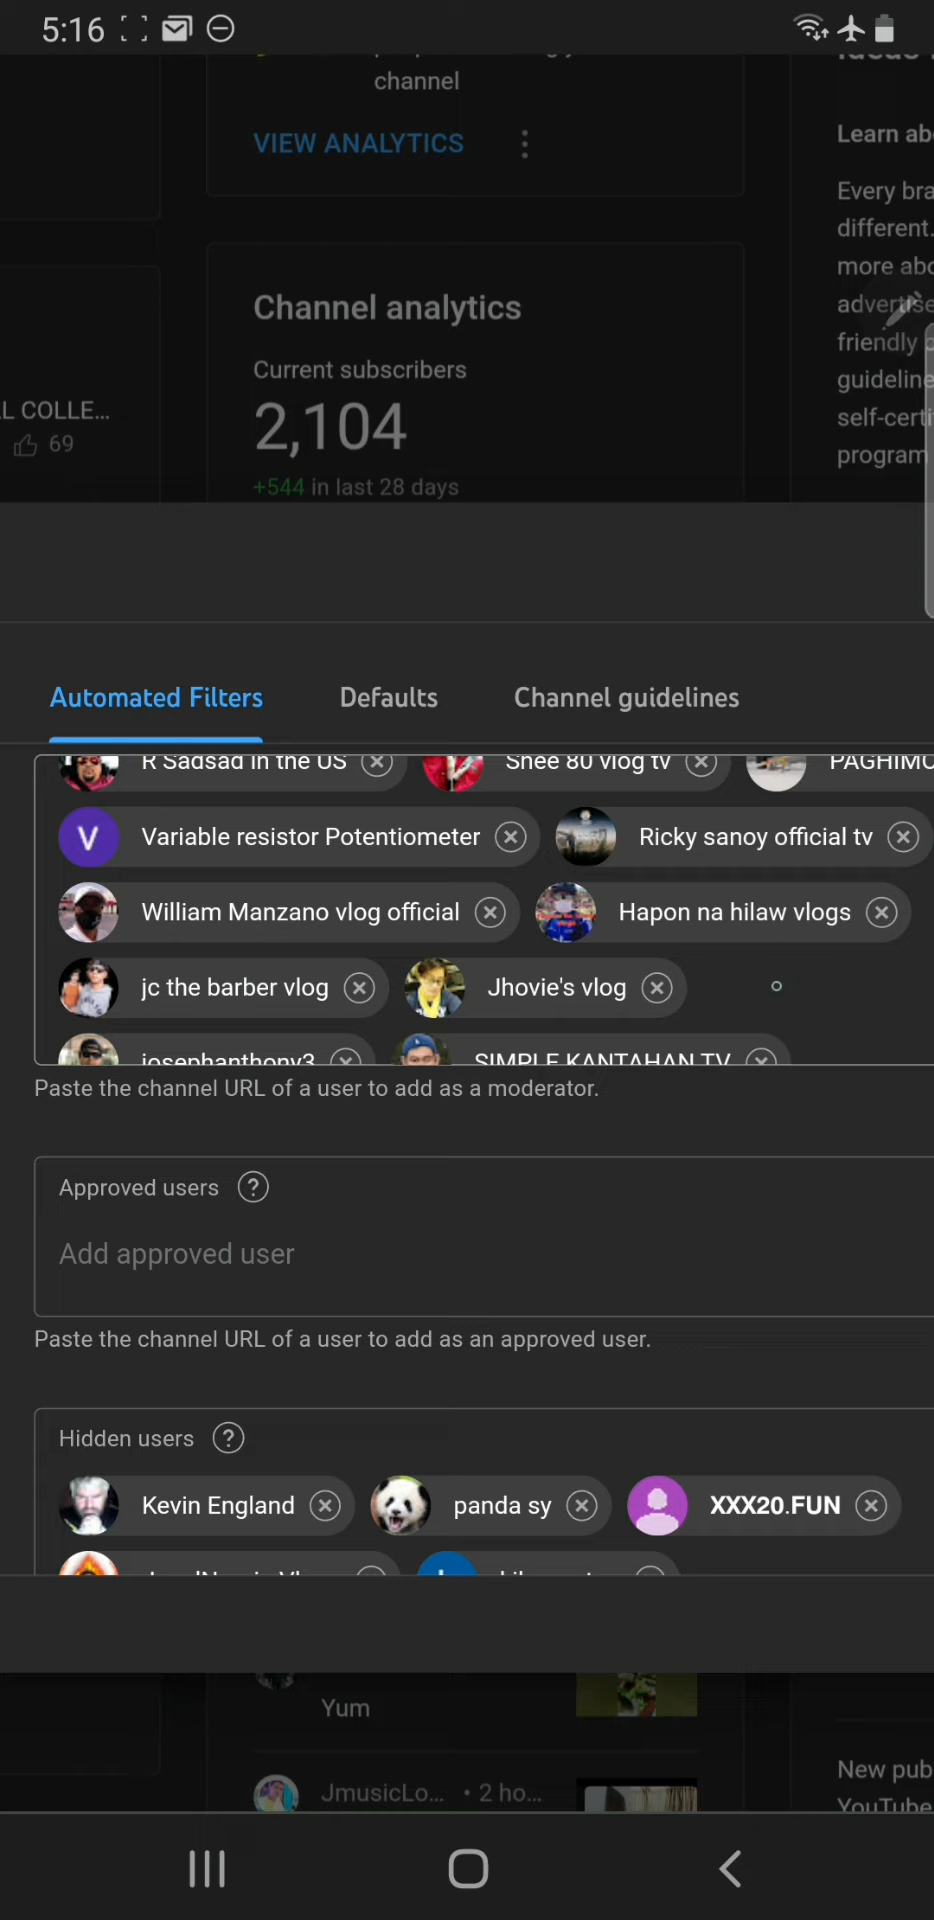 5:16
channel
VIEW ANALYTICS
Learn ab
Every bra
different.
more abo
advertise
friendly
guideline
self-certi
program
Channel analytics
Current subscribers
2,104
+544 in last 28 days
L COLLE...
69
Automated Filters
Defaults
Channel guidelines
R Sadsad in the US
Shee 80 vlog tv
PAGHIMO
V
Variable resistor Potentiometer
Ricky sanoy official tv
William Manzano vlog official
Hapon na hilaw vlogs
jc the barber vlog
Jhovie's vlog
josephanthony3
SIMPLE KANTAHAN TV
Paste the channel URL of a user to add as a moderator.
Approved users ?
Add approved user
Paste the channel URL of a user to add as an approved user.
Hidden users ?
Kevin England
panda sy
XXX20.FUN
Yum
JmusicLo... • 2 ho...
New pub
YouTube